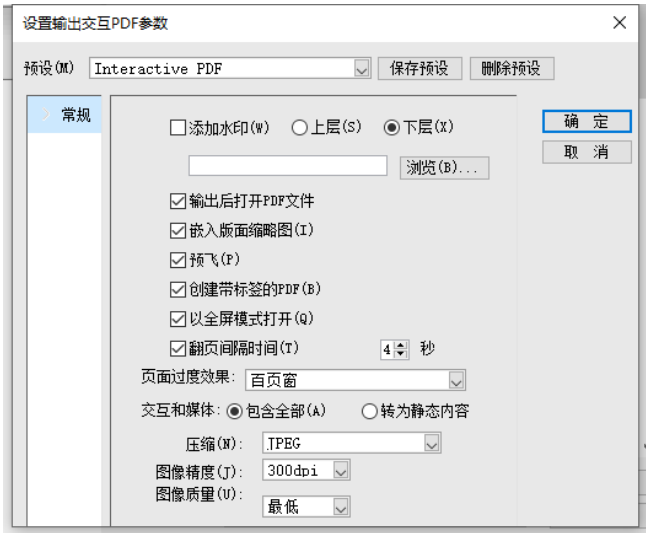 设置输出交互PDF参数
预设(M) Interactive PDF 保存预设 删除预设
常规
添加水印(W) 上层(S) 下层(X) 确 定
浏览(B)... 取 消
输出后打开PDF文件
嵌入版面缩略图(I)
预飞(P)
创建带标签的PDF(B)
以全屏模式打开(Q)
翻页间隔时间(T) 4 秒
页面过度效果: 百页窗
交互和媒体: 包含全部(A) 转为静态内容
压缩(N): JPEG
图像精度(J): 300dpi
图像质量(U): 最低